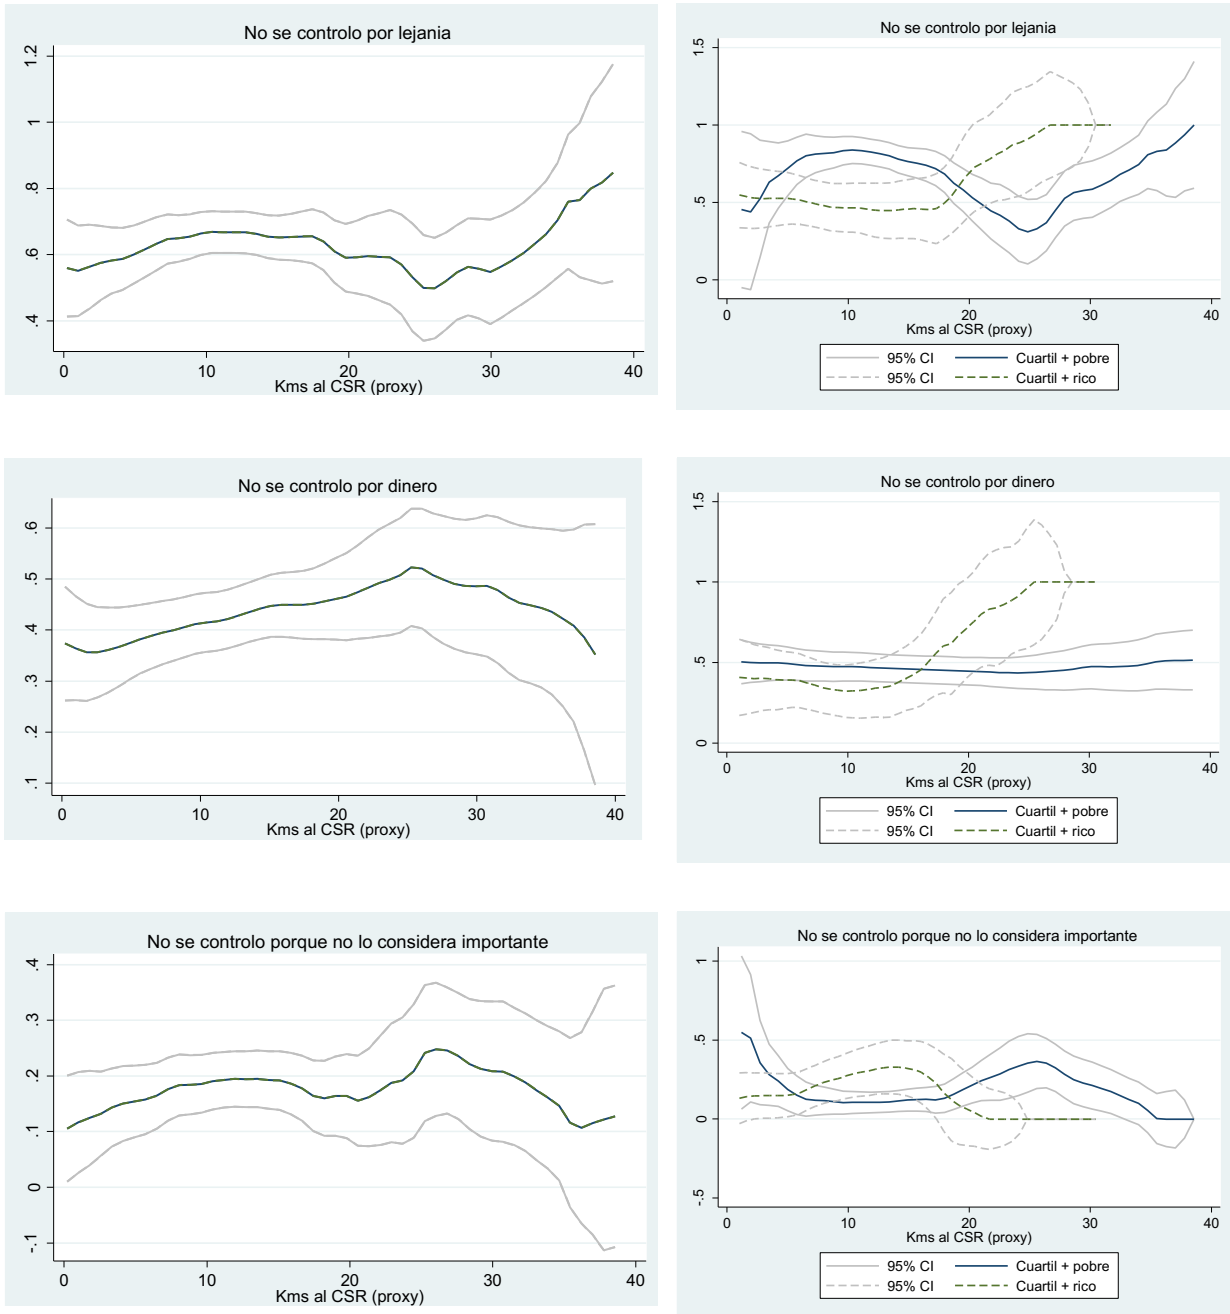 No se controlo por lejania
1.2
1
.8
.6
.4
0 10 20 30 40
Kms al CSR (proxy)
No se controlo por lejania
1.5
1
.5
0
0 10 20 30 40
Kms al CSR (proxy)
95% CI Cuartil + pobre
95% CI Cuartil + rico
No se controlo por dinero
.6
.5
.4
.3
.2
.1
0 10 20 30 40
Kms al CSR (proxy)
No se controlo por dinero
1.5
1
.5
0
0 10 20 30 40
Kms al CSR (proxy)
95% CI Cuartil + pobre
95% CI Cuartil + rico
No se controlo porque no lo considera importante
.4
.3
.2
.1
0
-.1
0 10 20 30 40
Kms al CSR (proxy)
No se controlo porque no lo considera importante
1
.5
0
-.5
0 10 20 30 40
Kms al CSR (proxy)
95% CI Cuartil + pobre
95% CI Cuartil + rico